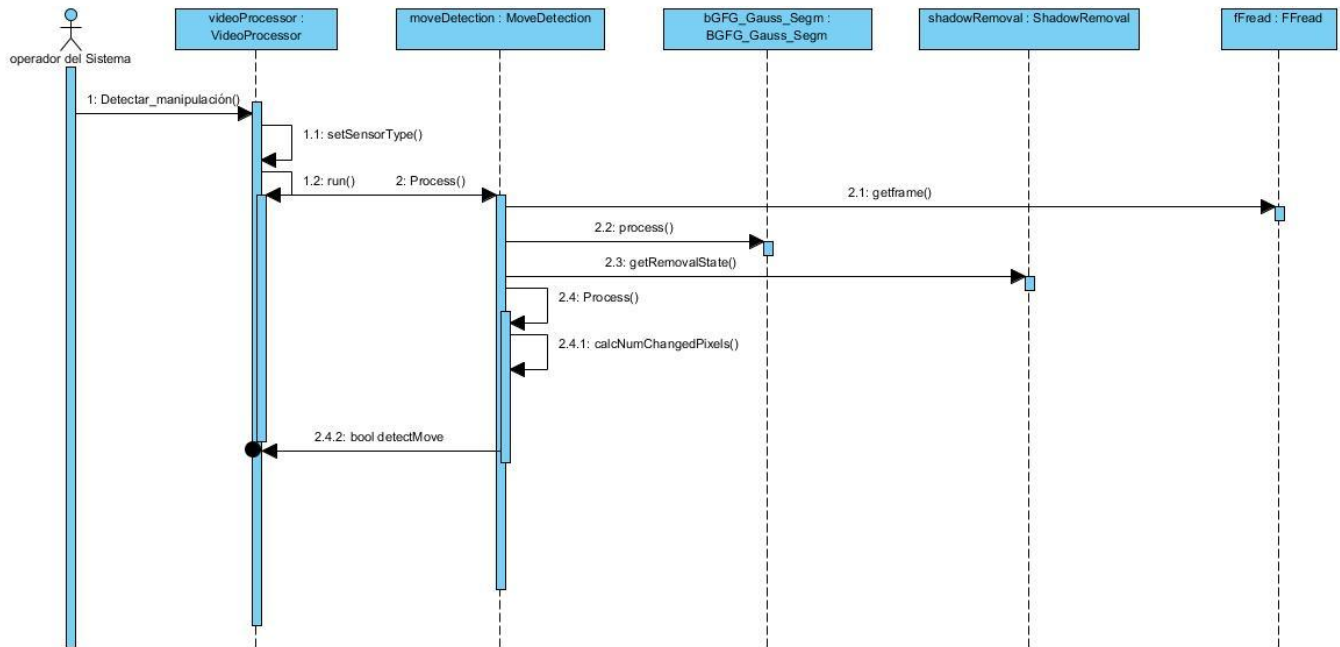 videoProcessor :
VideoProcessor
moveDetection : MoveDetection
bGFG_Gauss_Segm :
BGFG_Gauss_Segm
shadowRemoval : ShadowRemoval
fFread : FFread
operador del Sistema
1: Detectar_manipulación()
1.1: setSensorType()
1.2: run()
2: Process()
2.1: getframe()
2.2: process()
2.3: getRemovalState()
2.4: Process()
2.4.1: calcNumChangedPixels()
2.4.2: bool detectMove